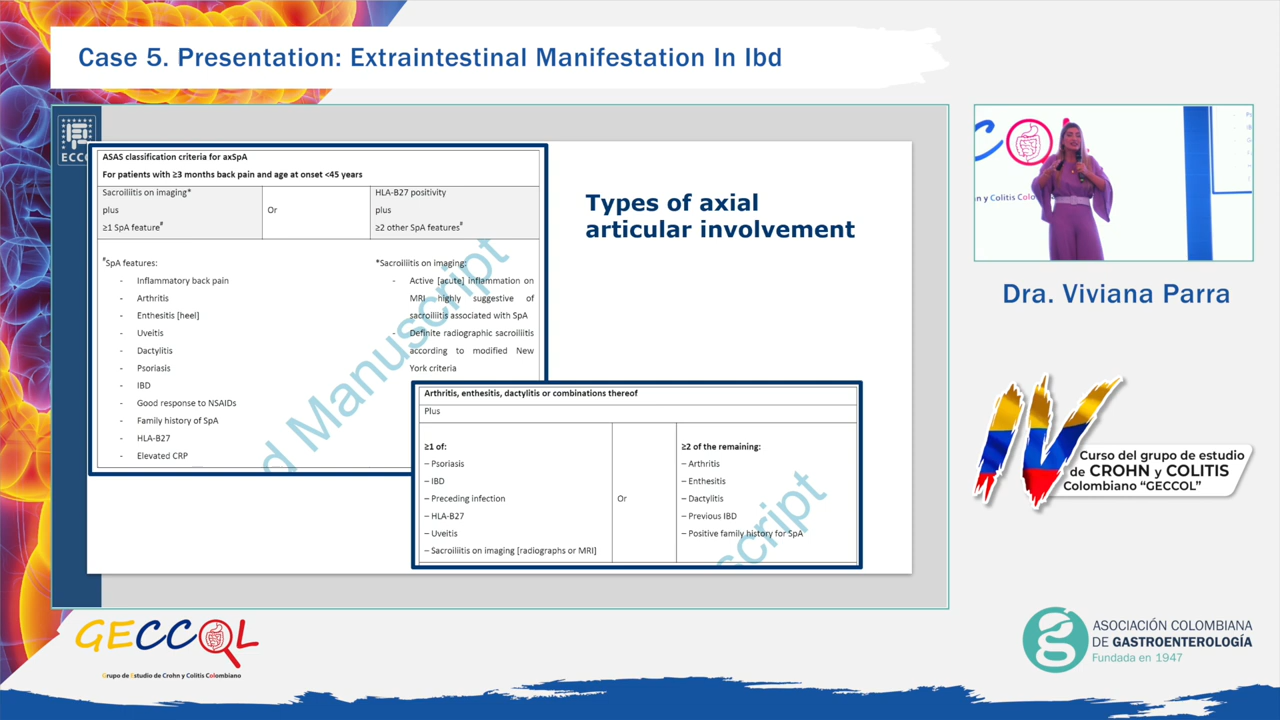 Case 5. Presentation: Extraintestinal Manifestation In Ibd
ECCO
ASAS classification criteria for axSpA
For patients with ≥3 months back pain and age at onset <45 years
Sacroiliitis on imaging*
plus
≥1 SpA feature#
Or
HLA-B27 positivity
plus
≥2 other SpA features#
#SpA features:
- Inflammatory back pain
- Arthritis
- Enthesitis [heel]
- Uveitis
- Dactylitis
- Psoriasis
- IBD
- Good response to NSAIDs
- Family history of SpA
- HLA-B27
- Elevated CRP
*Sacroiliitis on imaging:
- Active [acute] inflammation on
MRI highly suggestive of
sacroiliitis associated with SpA
- Definite radiographic sacroiliitis
according to modified New
York criteria
d Manuscript
Types of axial
articular involvement
Arthritis, enthesitis, dactylitis or combinations thereof
Plus
≥1 of:
– Psoriasis
– IBD
– Preceding infection
– HLA-B27
– Uveitis
– Sacroiliitis on imaging [radiographs or MRI]
Or
≥2 of the remaining:
– Arthritis
– Enthesitis
– Dactylitis
– Previous IBD
– Positive family history for SpA
script
n y Colitis Colo
Dra. Viviana Parra
IV
Curso del grupo de estudio
de CROHN y COLITIS
Colombiano “GECCOL”
GECCOL
Grupo de Estudio de Crohn y Colitis Colombiano
ASOCIACIÓN COLOMBIANA
DE GASTROENTEROLOGÍA
Fundada en 1947